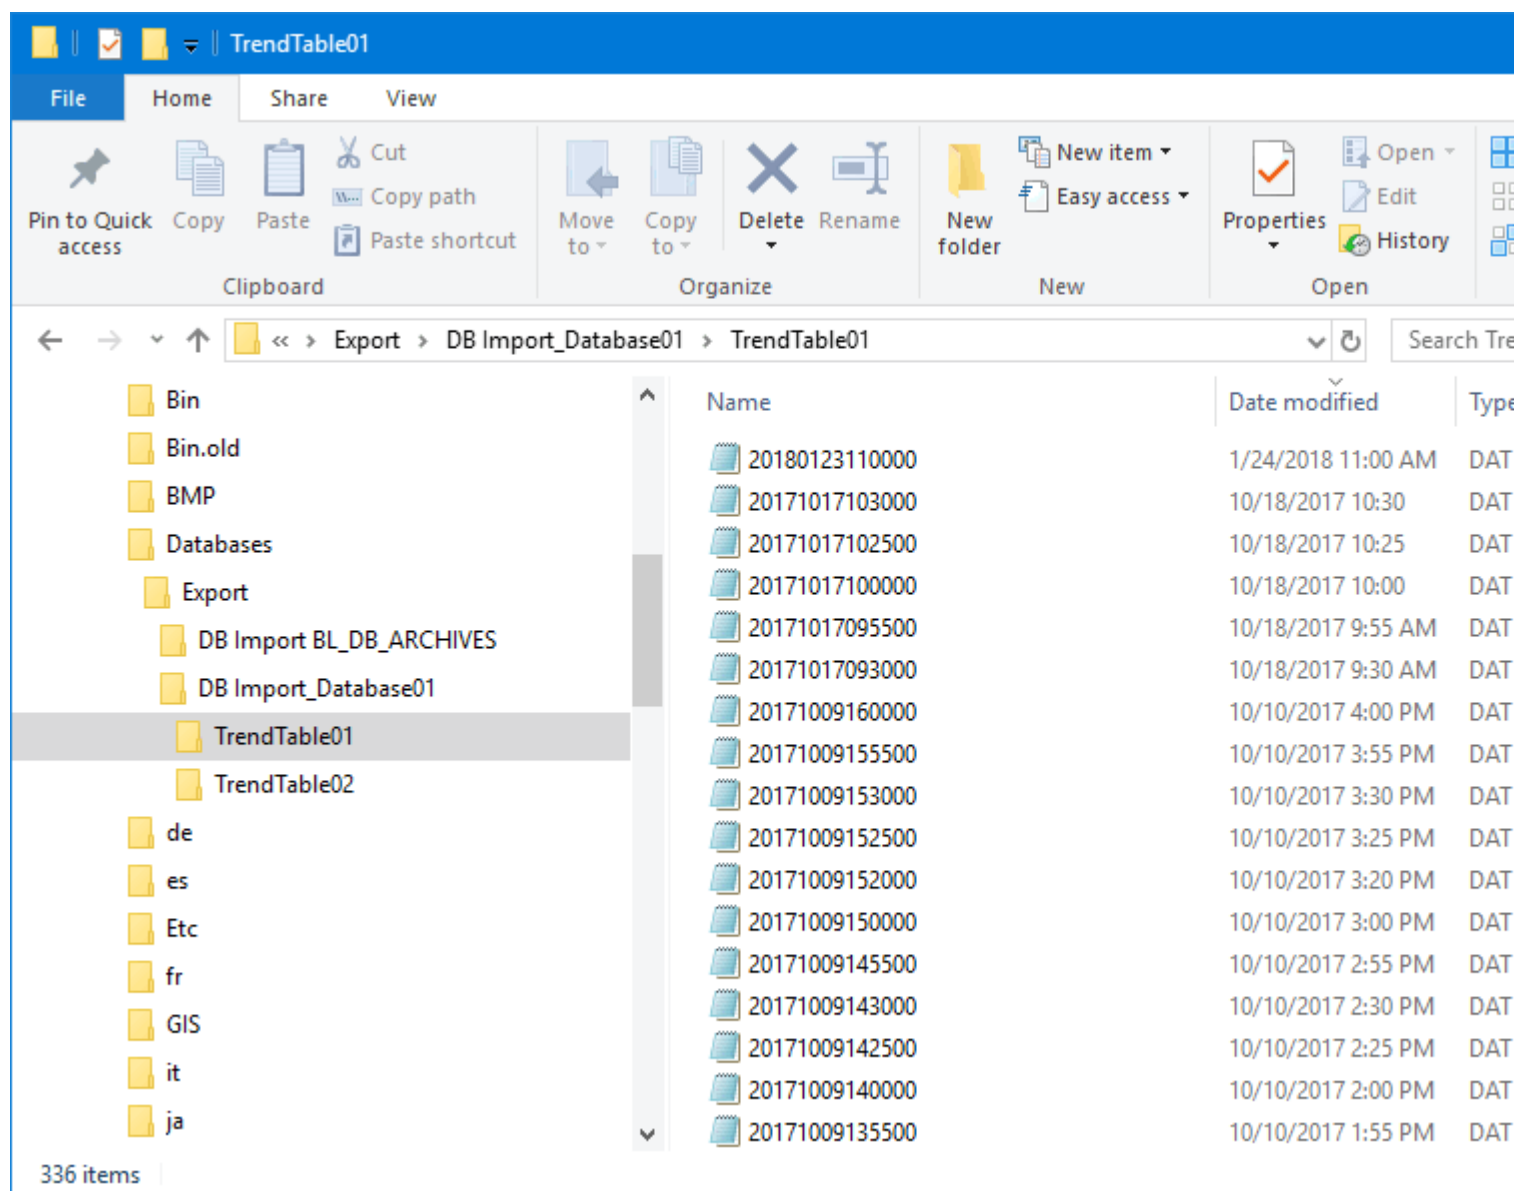 TrendTable01
File Home Share View
Pin to Quick access
Copy
Paste
Cut
Copy path
Paste shortcut
Clipboard
Move to
Copy to
Delete
Rename
Organize
New folder
New item
Easy access
New
Properties
Open
Edit
History
Open
« > Export > DB Import_Database01 > TrendTable01
Search Tre
Bin
Bin.old
BMP
Databases
Export
DB Import BL_DB_ARCHIVES
DB Import_Database01
TrendTable01
TrendTable02
de
es
Etc
fr
GIS
it
ja
Name Date modified Type
20180123110000 1/24/2018 11:00 AM DAT
20171017103000 10/18/2017 10:30 DAT
20171017102500 10/18/2017 10:25 DAT
20171017100000 10/18/2017 10:00 DAT
20171017095500 10/18/2017 9:55 AM DAT
20171017093000 10/18/2017 9:30 AM DAT
20171009160000 10/10/2017 4:00 PM DAT
20171009155500 10/10/2017 3:55 PM DAT
20171009153000 10/10/2017 3:30 PM DAT
20171009152500 10/10/2017 3:25 PM DAT
20171009152000 10/10/2017 3:20 PM DAT
20171009150000 10/10/2017 3:00 PM DAT
20171009145500 10/10/2017 2:55 PM DAT
20171009143000 10/10/2017 2:30 PM DAT
20171009142500 10/10/2017 2:25 PM DAT
20171009140000 10/10/2017 2:00 PM DAT
20171009135500 10/10/2017 1:55 PM DAT
336 items